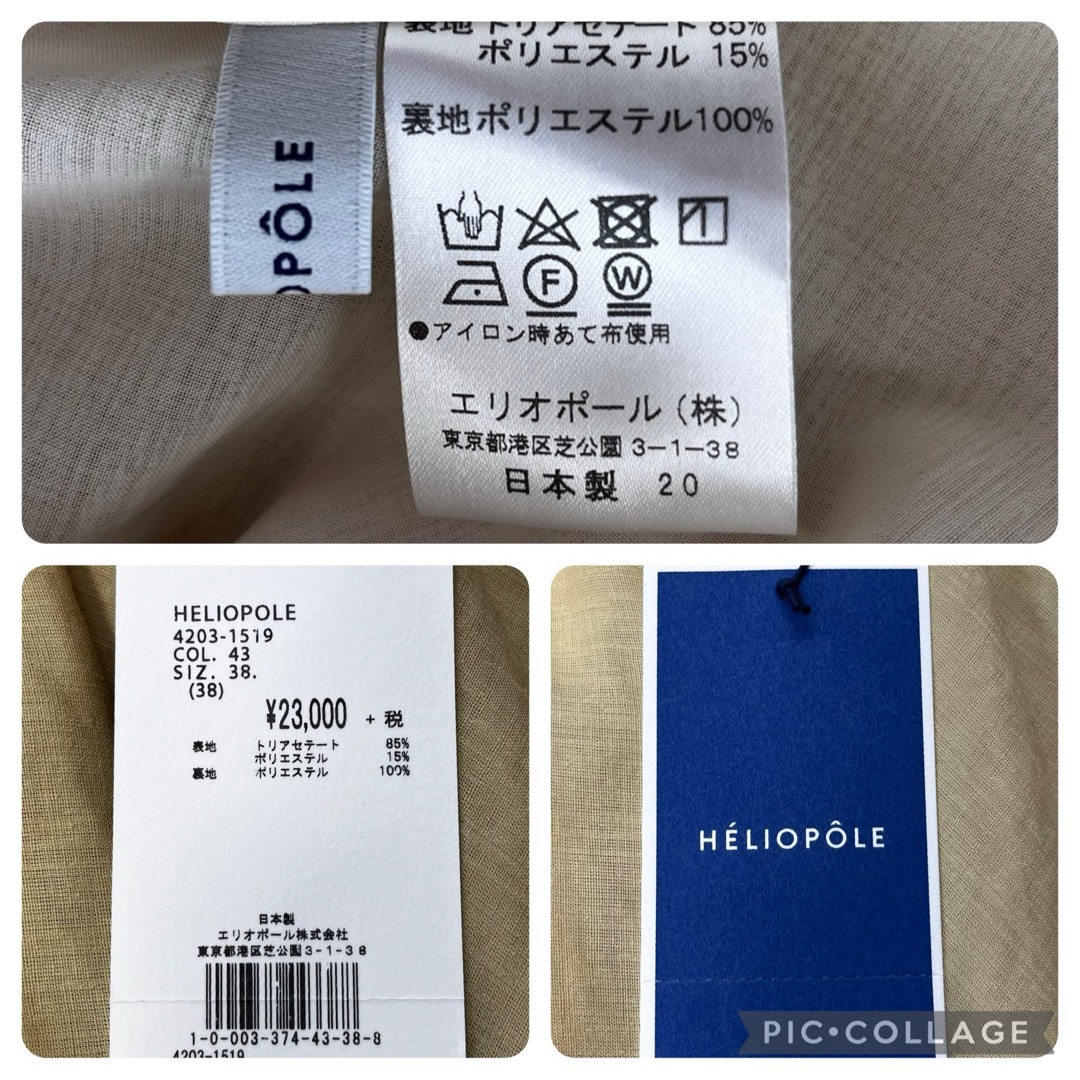 裏地 トリアセテート 85%
ポリエステル 15%
裏地ポリエステル100%
PÔLE
F
W
●アイロン時あて布使用
エリオポール(株)
東京都港区芝公園 3-1-38
日本製 20
HELIOPOLE
4203-1519
COL. 43
SIZ. 38.
(38)
¥23,000 +税
表地 トリアセテート 85%
ポリエステル 15%
裏地 ポリエステル 100%
日本製
エリオポール株式会社
東京都港区芝公園3-1-38
1-0-003-374-43-38-8
4203-1519
HÉLIOPÔLE
PIC•COLLAGE